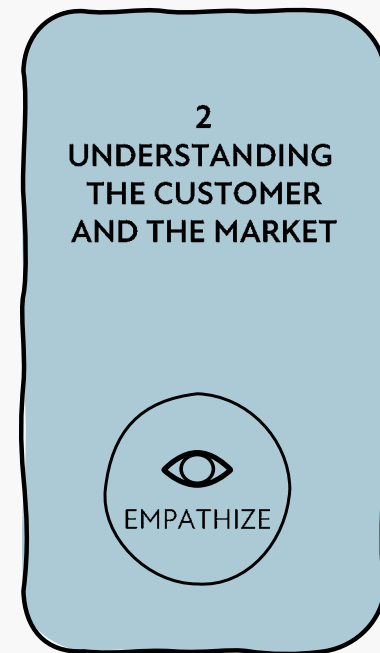 2
UNDERSTANDING
THE CUSTOMER
AND THE MARKET
EMPATHIZE